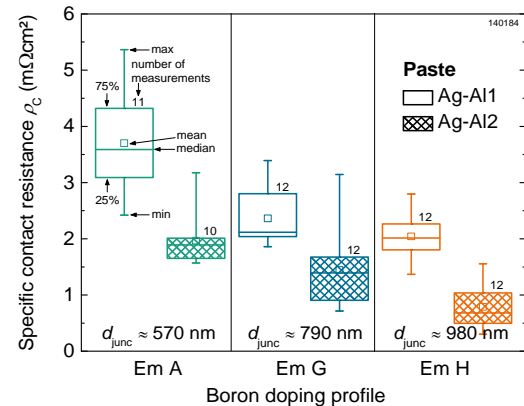 140184
6
5
4
3
2
1
0
Specific contact resistance ρC (mΩcm²)
max
number of
measurements
75%
11
mean
median
25%
min
10
12
12
12
12
Paste
Ag-Al1
Ag-Al2
djunc ≈ 570 nm
djunc ≈ 790 nm
djunc ≈ 980 nm
Em A
Em G
Em H
Boron doping profile